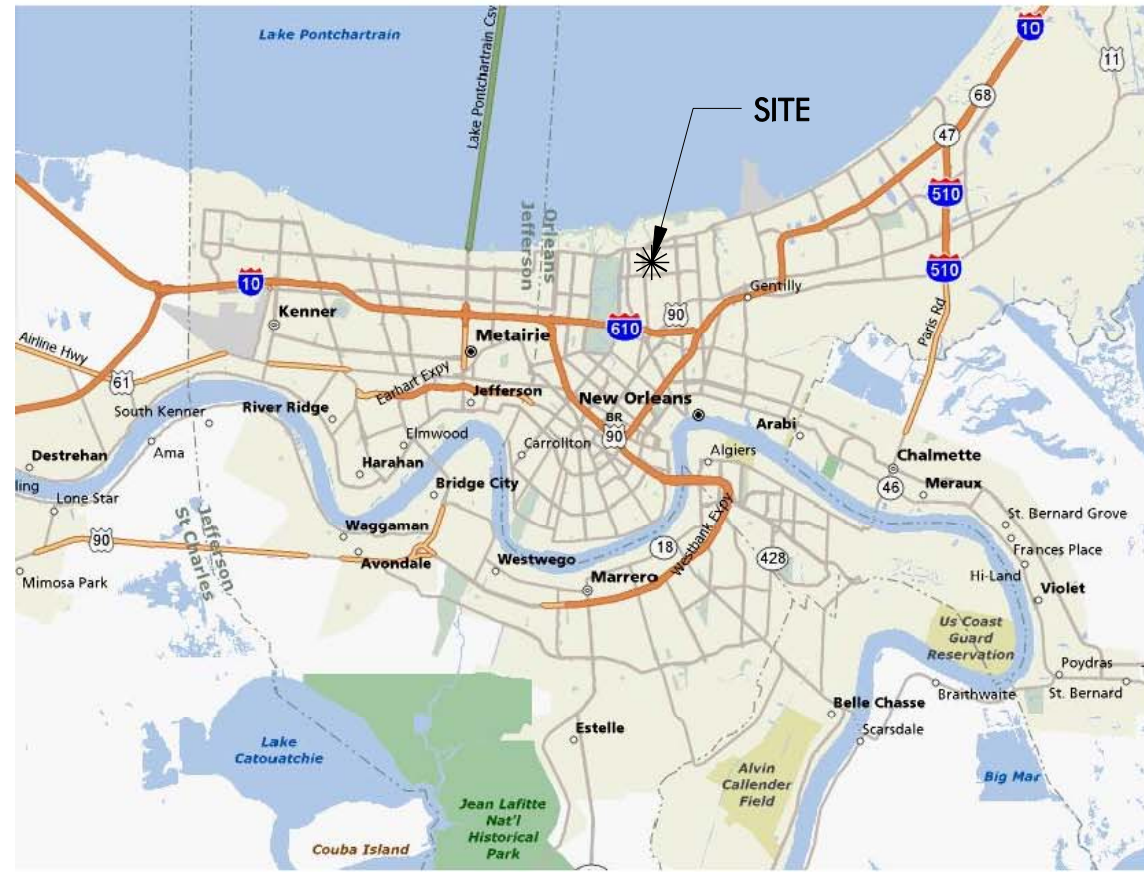 Lake Pontchartrain
Lake Pontchartrain Csv
10
11
SITE
68
47
510
Orleans
Jefferson
510
10
Gentilly
Kenner
90
610
Metairie
Paris Rd
Airline Hwy
61
Earhart Expy
Jefferson
New Orleans
South Kenner
River Ridge
BR
90
Arabi
Elmwood
Carrollton
Algiers
Destrehan
Ama
Harahan
Chalmette
ling
Bridge City
46
Meraux
Lone Star
Jefferson
St Charles
Waggaman
Westbank Expy
St. Bernard Grove
90
18
Frances Place
Avondale
Westwego
428
Mimosa Park
Marrero
Hi-Land
Violet
Us Coast
Guard
Reservation
Poydras
Braithwaite
St. Bernard
Belle Chasse
Estelle
Scarsdale
Lake
Catouatchie
Alvin
Callender
Field
Big Mar
Jean Lafitte
Nat'l
Historical
Park
Couba Island